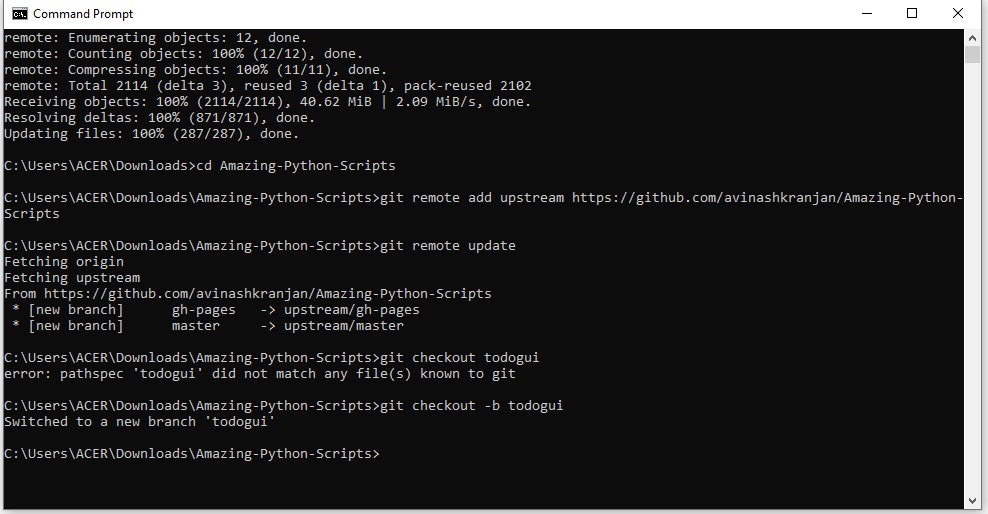 Command Prompt
remote: Enumerating objects: 12, done.
remote: Counting objects: 100% (12/12), done.
remote: Compressing objects: 100% (11/11), done.
remote: Total 2114 (delta 3), reused 3 (delta 1), pack-reused 2102
Receiving objects: 100% (2114/2114), 40.62 MiB | 2.09 MiB/s, done.
Resolving deltas: 100% (871/871), done.
Updating files: 100% (287/287), done.
C:\Users\ACER\Downloads>cd Amazing-Python-Scripts
C:\Users\ACER\Downloads\Amazing-Python-Scripts>git remote add upstream https://github.com/avinashkranjan/Amazing-Python-
Scripts
C:\Users\ACER\Downloads\Amazing-Python-Scripts>git remote update
Fetching origin
Fetching upstream
From https://github.com/avinashkranjan/Amazing-Python-Scripts
 * [new branch]      gh-pages   -> upstream/gh-pages
 * [new branch]      master     -> upstream/master
C:\Users\ACER\Downloads\Amazing-Python-Scripts>git checkout todogui
error: pathspec 'todogui' did not match any file(s) known to git
C:\Users\ACER\Downloads\Amazing-Python-Scripts>git checkout -b todogui
Switched to a new branch 'todogui'
C:\Users\ACER\Downloads\Amazing-Python-Scripts>